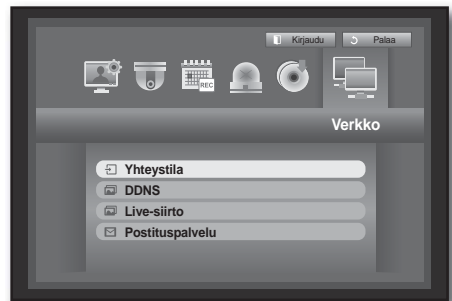 Kirjaudu Palaa
REC
Verkko
Yhteystila
DDNS
Live-siirto
Postituspalvelu